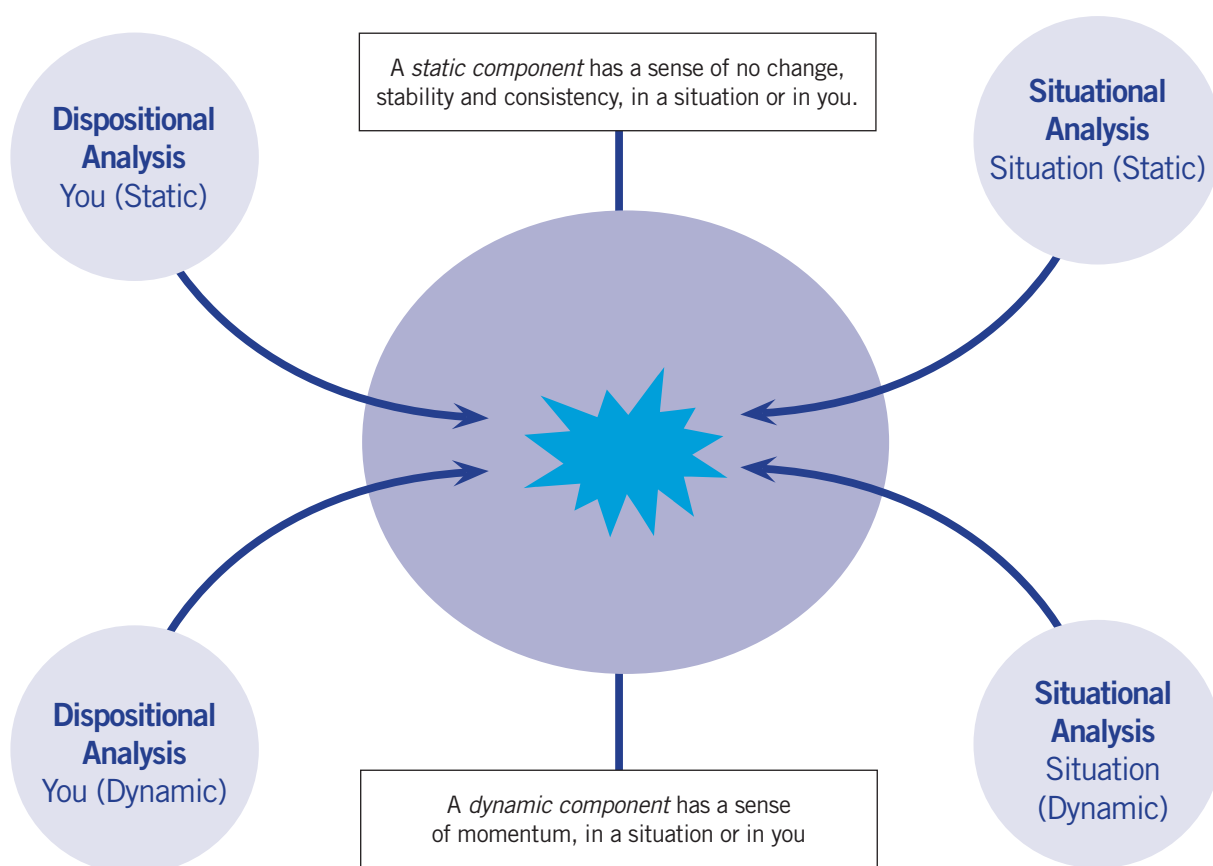 Dispositional
Analysis
You (Static)
A static component has a sense of no change,
stability and consistency, in a situation or in you.
Situational
Analysis
Situation (Static)
Dispositional
Analysis
You (Dynamic)
A dynamic component has a sense
of momentum, in a situation or in you
Situational
Analysis
Situation
(Dynamic)